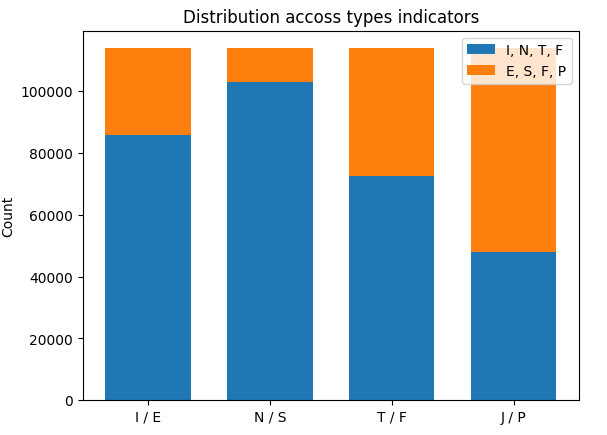 Distribution accoss types indicators
I, N, T, F
E, S, F, P
Count
100000
80000
60000
40000
20000
0
I / E
N / S
T / F
J / P